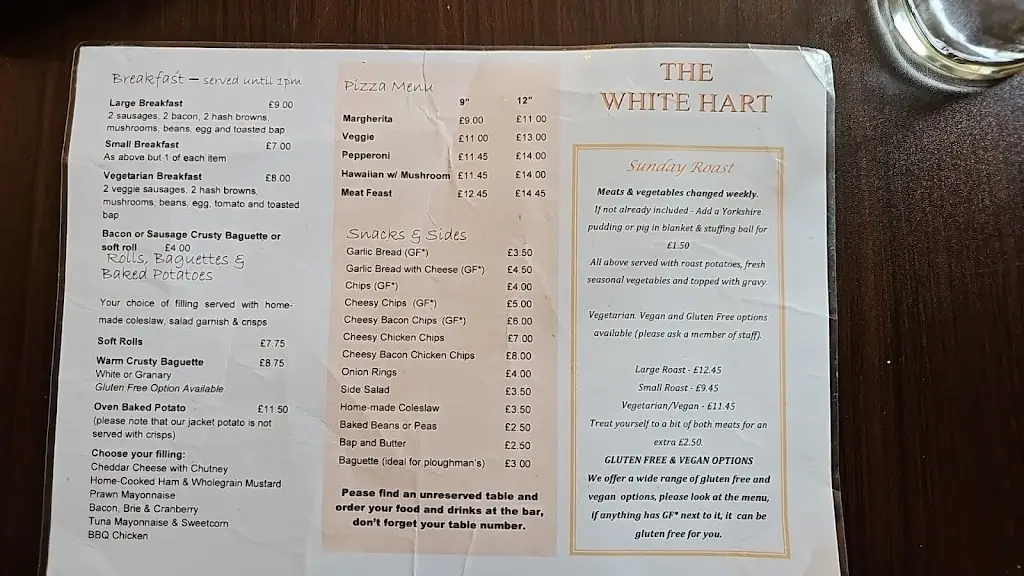 Breakfast – served until 1pm
Large Breakfast £9.00
2 sausages, 2 bacon, 2 hash browns,
mushrooms, beans, egg and toasted bap
Small Breakfast £7.00
As above but 1 of each item
Vegetarian Breakfast £8.00
2 veggie sausages, 2 hash browns,
mushrooms, beans, egg, tomato and toasted
bap
Bacon or Sausage Crusty Baguette or
soft roll £4.00
Rolls, Baguettes &
Baked Potatoes
Your choice of filling served with home-
made coleslaw, salad garnish & crisps
Soft Rolls £7.75
Warm Crusty Baguette £8.75
White or Granary
Gluten Free Option Available
Oven Baked Potato £11.50
(please note that our jacket potato is not
served with crisps)
Choose your filling:
Cheddar Cheese with Chutney
Home-Cooked Ham & Wholegrain Mustard
Prawn Mayonnaise
Bacon, Brie & Cranberry
Tuna Mayonnaise & Sweetcorn
BBQ Chicken
Pizza Menu
9" 12"
Margherita £9.00 £11.00
Veggie £11.00 £13.00
Pepperoni £11.45 £14.00
Hawaiian w/ Mushroom £11.45 £14.00
Meat Feast £12.45 £14.45
Snacks & Sides
Garlic Bread (GF*) £3.50
Garlic Bread with Cheese (GF*) £4.50
Chips (GF*) £4.00
Cheesy Chips (GF*) £5.00
Cheesy Bacon Chips (GF*) £6.00
Cheesy Chicken Chips £7.00
Cheesy Bacon Chicken Chips £8.00
Onion Rings £4.00
Side Salad £3.50
Home-made Coleslaw £3.50
Baked Beans or Peas £2.50
Bap and Butter £2.50
Baguette (ideal for ploughman's) £3.00
Pease find an unreserved table and
order your food and drinks at the bar,
don't forget your table number.
THE
WHITE HART
Sunday Roast
Meats & vegetables changed weekly.
If not already included - Add a Yorkshire
pudding or pig in blanket & stuffing ball for
£1.50
All above served with roast potatoes, fresh
seasonal vegetables and topped with gravy.
Vegetarian. Vegan and Gluten Free options
available (please ask a member of staff).
Large Roast - £12.45
Small Roast - £9.45
Vegetarian/Vegan - £11.45
Treat yourself to a bit of both meats for an
extra £2.50.
GLUTEN FREE & VEGAN OPTIONS
We offer a wide range of gluten free and
vegan options, please look at the menu,
if anything has GF* next to it, it can be
gluten free for you.